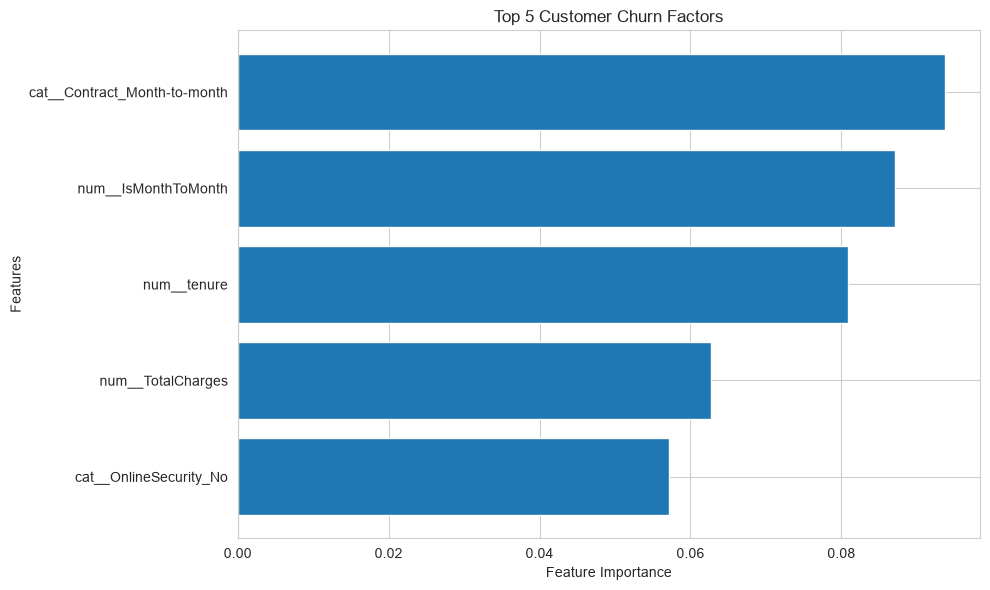 Top 5 Customer Churn Factors
cat__Contract_Month-to-month
num__IsMonthToMonth
num__tenure
num__TotalCharges
cat__OnlineSecurity_No
Features
0.00 0.02 0.04 0.06 0.08
Feature Importance